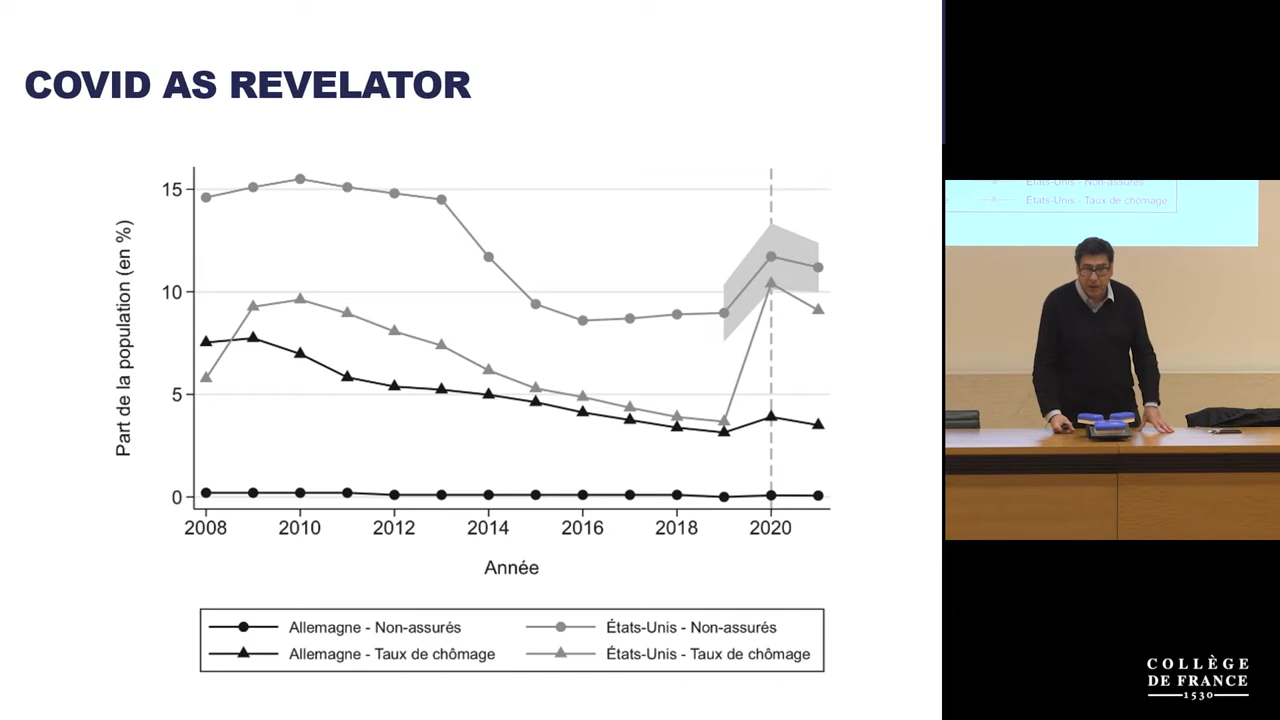 COVID AS REVELATOR
Part de la population (en %)
15
10
5
0
2008 2010 2012 2014 2016 2018 2020
Année
Allemagne - Non-assurés
États-Unis - Non-assurés
Allemagne - Taux de chômage
États-Unis - Taux de chômage
États-Unis - Non-assurés
États-Unis - Taux de chômage
COLLÈGE
DE FRANCE
1530